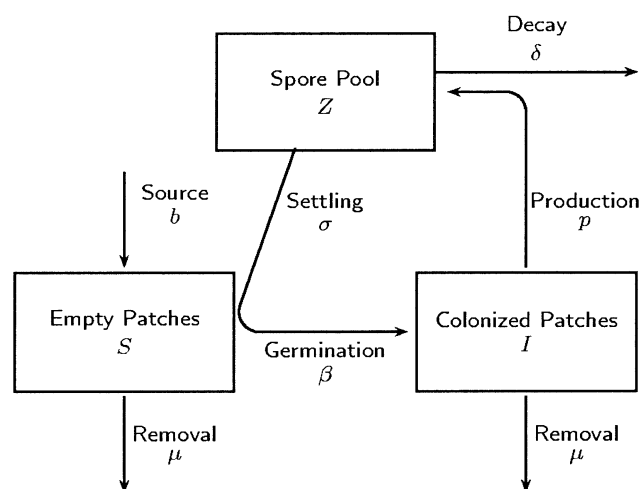 Decay
δ
Spore Pool
Z
Source
b
Settling
σ
Production
p
Empty Patches
S
Germination
β
Colonized Patches
I
Removal
μ
Removal
μ